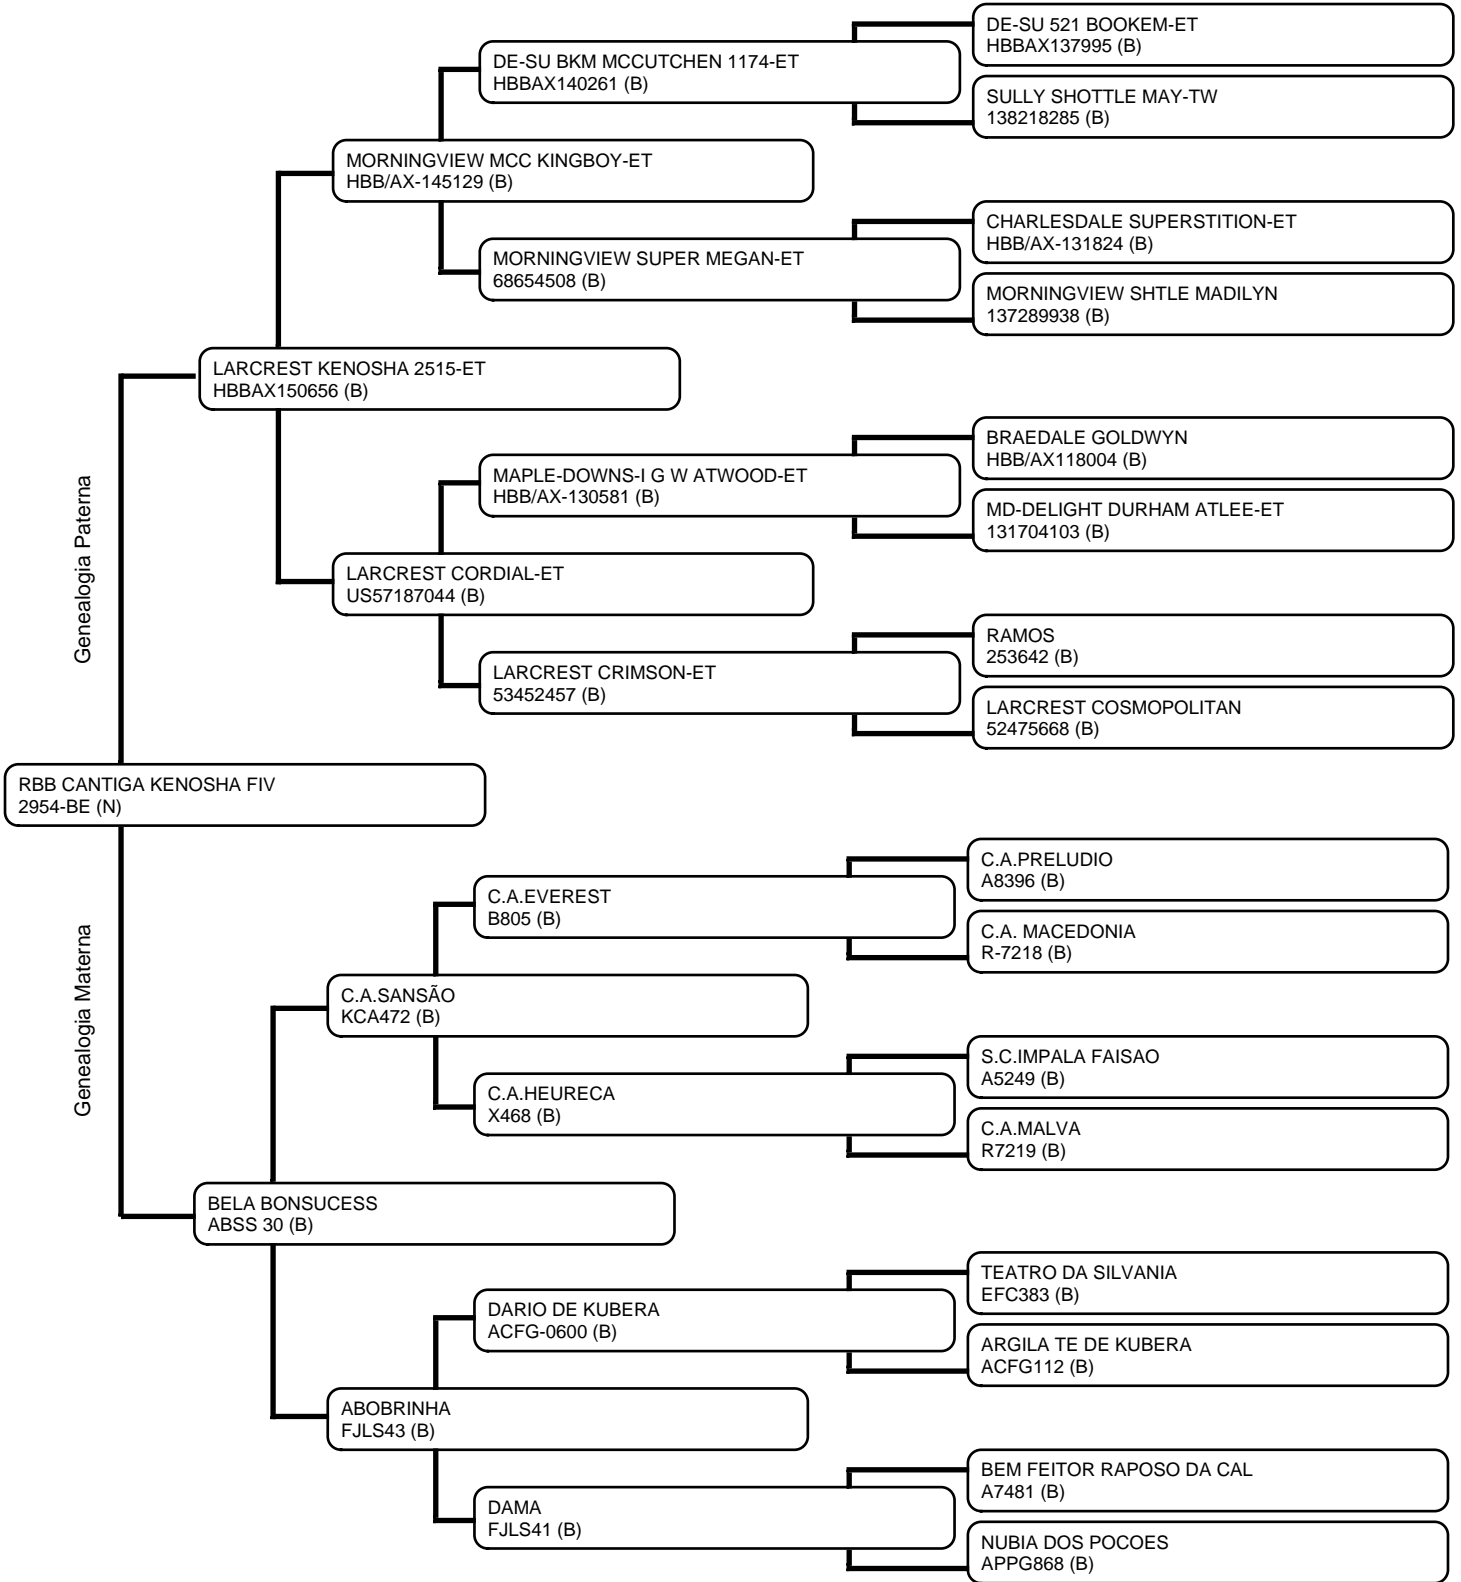 DE-SU 521 BOOKEM-ET
HBBAX137995 (B)
DE-SU BKM MCCUTCHEN 1174-ET
HBBAX140261 (B)
SULLY SHOTTLE MAY-TW
138218285 (B)
MORNINGVIEW MCC KINGBOY-ET
HBB/AX-145129 (B)
CHARLESDALE SUPERSTITION-ET
HBB/AX-131824 (B)
MORNINGVIEW SUPER MEGAN-ET
68654508 (B)
MORNINGVIEW SHTLE MADILYN
137289938 (B)
LARCREST KENOSHA 2515-ET
HBBAX150656 (B)
BRAEDALE GOLDWYN
HBB/AX118004 (B)
MAPLE-DOWNS-I G W ATWOOD-ET
HBB/AX-130581 (B)
MD-DELIGHT DURHAM ATLEE-ET
131704103 (B)
Genealogia Paterna
LARCREST CORDIAL-ET
US57187044 (B)
RAMOS
253642 (B)
LARCREST CRIMSON-ET
53452457 (B)
LARCREST COSMOPOLITAN
52475668 (B)
RBB CANTIGA KENOSHA FIV
2954-BE (N)
C.A.PRELUDIO
A8396 (B)
C.A.EVEREST
B805 (B)
C.A. MACEDONIA
R-7218 (B)
C.A.SANSÃO
KCA472 (B)
Genealogia Materna
S.C.IMPALA FAISAO
A5249 (B)
C.A.HEURECA
X468 (B)
C.A.MALVA
R7219 (B)
BELA BONSUCESS
ABSS 30 (B)
TEATRO DA SILVANIA
EFC383 (B)
DARIO DE KUBERA
ACFG-0600 (B)
ARGILA TE DE KUBERA
ACFG112 (B)
ABOBRINHA
FJLS43 (B)
BEM FEITOR RAPOSO DA CAL
A7481 (B)
DAMA
FJLS41 (B)
NUBIA DOS POCOES
APPG868 (B)